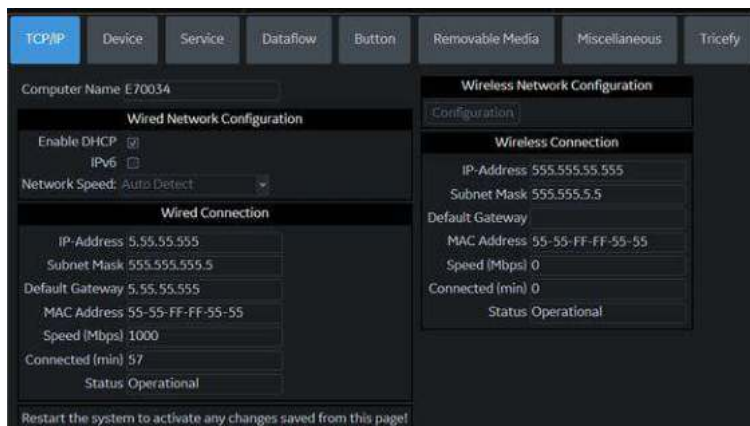 TCP/IP Device Service Dataflow Button Removable Media Miscellaneous Tricefy
Computer Name E70034
Wired Network Configuration
Enable DHCP
IPv6
Network Speed: Auto Detect
Wired Connection
IP-Address 5.55.55.555
Subnet Mask 555.555.555.5
Default Gateway 5.55.55.555
MAC Address 55-55-FF-FF-55-55
Speed (Mbps) 1000
Connected (min) 57
Status Operational
Restart the system to activate any changes saved from this page!
Wireless Network Configuration
Configuration
Wireless Connection
IP-Address 555.555.55.555
Subnet Mask 555.555.5.5
Default Gateway
MAC Address 55-55-FF-FF-55-55
Speed (Mbps) 0
Connected (min) 0
Status Operational